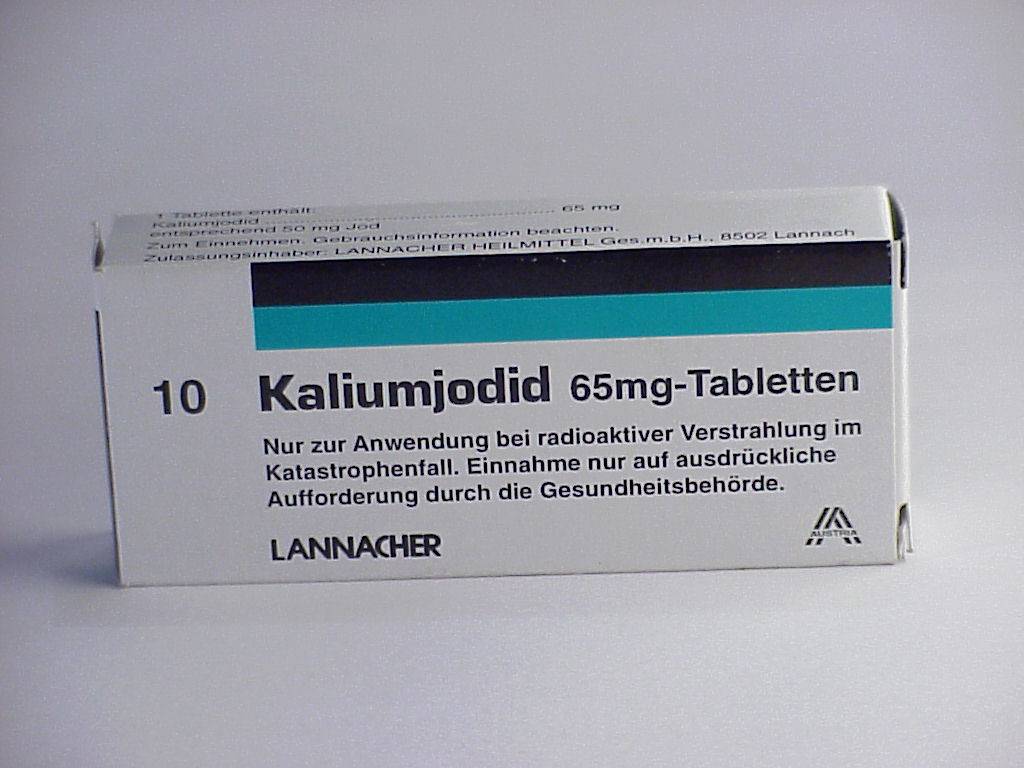 1 Tablette enthält:
Kaliumjodid ........................................................ 65 mg
entsprechend 50 mg Jod
Zum Einnehmen. Gebrauchsinformation beachten.
Zulassungsinhaber: LANNACHER HEILMITTEL Ges.m.b.H., 8502 Lannach
10 Kaliumjodid 65mg-Tabletten
Nur zur Anwendung bei radioaktiver Verstrahlung im
Katastrophenfall. Einnahme nur auf ausdrückliche
Aufforderung durch die Gesundheitsbehörde.
LANNACHER
AUSTRIA